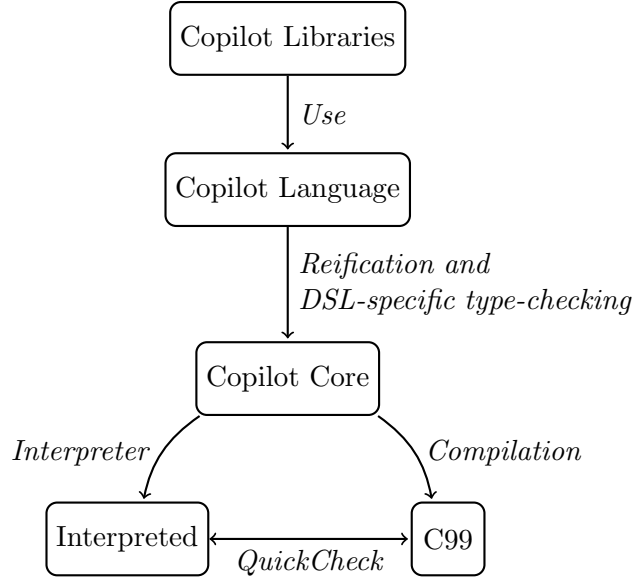 Copilot Libraries
Use
Copilot Language
Reification and
DSL-specific type-checking
Copilot Core
Interpreter
Compilation
Interpreted
C99
QuickCheck